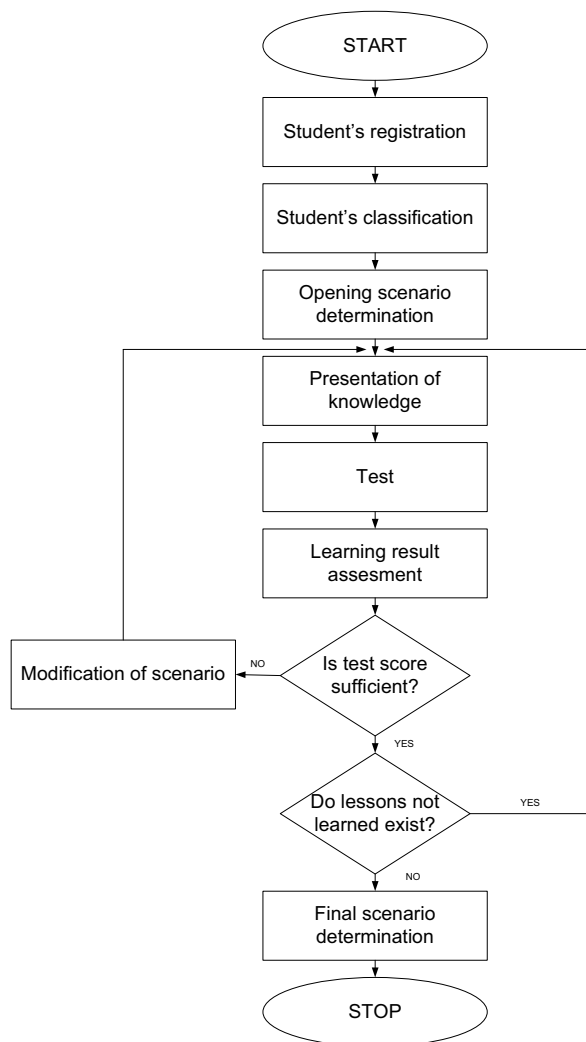 START
Student’s registration
Student’s classification
Opening scenario
determination
Presentation of
knowledge
Test
Learning result
assesment
Is test score
sufficient?
NO
Modification of scenario
YES
Do lessons not
learned exist?
YES
NO
Final scenario
determination
STOP